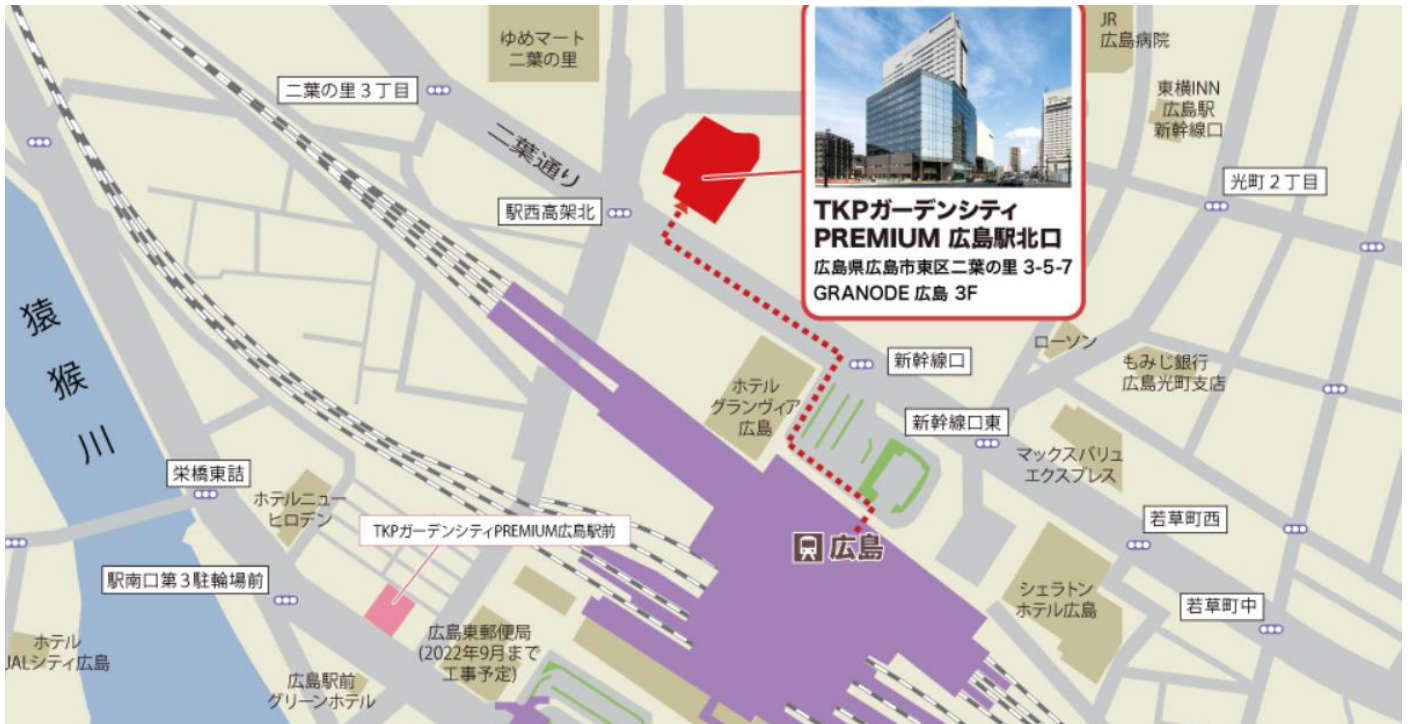 ゆめマート
二葉の里
JR
広島病院
二葉の里3丁目
東横INN
広島駅
新幹線口
二葉通り
光町2丁目
駅西高架北
TKPガーデンシティ
PREMIUM 広島駅北口
広島県広島市東区二葉の里 3-5-7
GRANODE 広島 3F
猿猴川
ローソン
新幹線口
もみじ銀行
広島光町支店
ホテル
グランヴィア
広島
新幹線口東
マックスバリュ
エクスプレス
栄橋東詰
ホテルニュー
ヒロデン
TKPガーデンシティPREMIUM広島駅前
広島
若草町西
駅南口第3駐輪場前
シェラトン
ホテル広島
若草町中
ホテル
JALシティ広島
広島東郵便局
(2022年9月まで
工事予定)
広島駅前
グリーンホテル